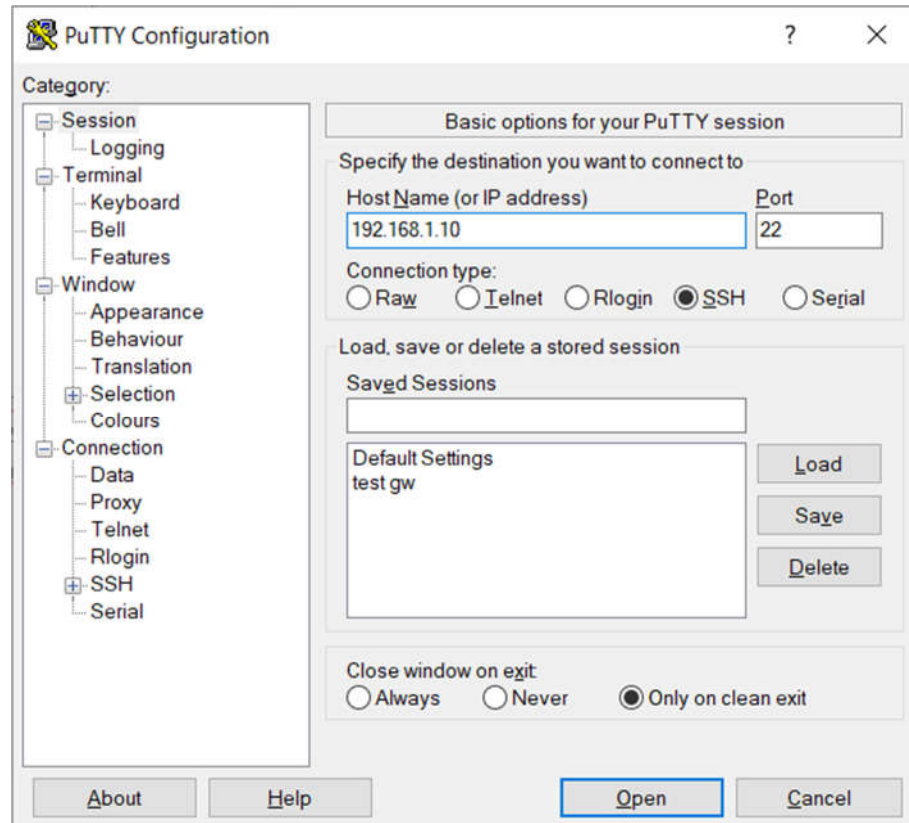 PuTTY Configuration
?
Category:
Session
Logging
Terminal
Keyboard
Bell
Features
Window
Appearance
Behaviour
Translation
Selection
Colours
Connection
Data
Proxy
Telnet
Rlogin
SSH
Serial
Basic options for your PuTTY session
Specify the destination you want to connect to
Host Name (or IP address) Port
192.168.1.10 22
Connection type:
Raw Telnet Rlogin SSH Serial
Load, save or delete a stored session
Saved Sessions
Default Settings
test gw
Load
Save
Delete
Close window on exit:
Always Never Only on clean exit
About Help Open Cancel